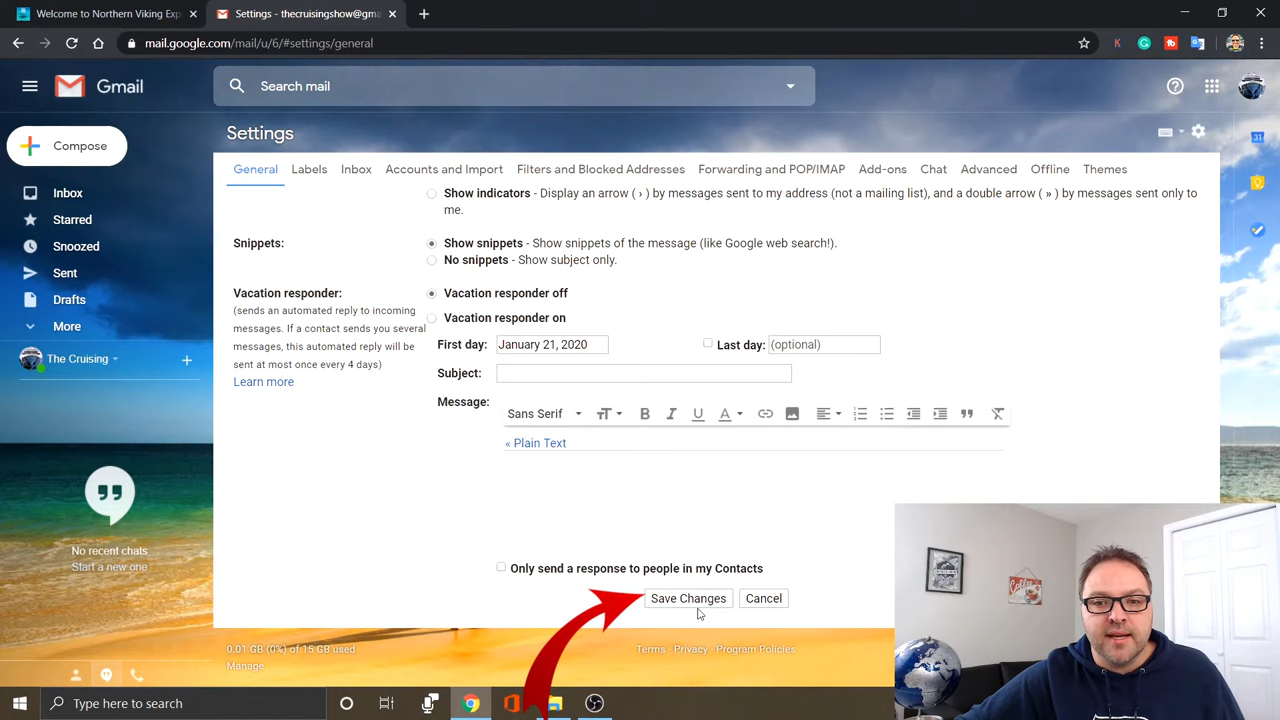 Welcome to Northern Viking Exp
Settings - thecruisingshow@gma
mail.google.com/mail/u/6/#settings/general
Gmail
Search mail
Compose
Settings
General Labels Inbox Accounts and Import Filters and Blocked Addresses Forwarding and POP/IMAP Add-ons Chat Advanced Offline Themes
Inbox
Starred
Snoozed
Sent
Drafts
More
The Cruising
No recent chats
Start a new one
Show indicators - Display an arrow ( › ) by messages sent to my address (not a mailing list), and a double arrow ( » ) by messages sent only to
me.
Snippets:
Show snippets - Show snippets of the message (like Google web search!).
No snippets - Show subject only.
Vacation responder:
(sends an automated reply to incoming
messages. If a contact sends you several
messages, this automated reply will be
sent at most once every 4 days)
Learn more
Vacation responder off
Vacation responder on
First day: January 21, 2020 Last day: (optional)
Subject:
Message:
Sans Serif
« Plain Text
Only send a response to people in my Contacts
Save Changes Cancel
0.01 GB (0%) of 15 GB used
Manage
Terms · Privacy · Program Policies
Type here to search